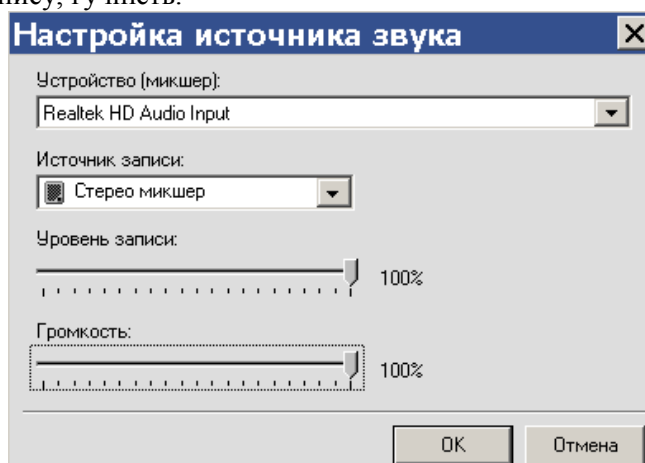 Настройка источника звука
Устройство (микшер):
Realtek HD Audio Input
Источник записи:
Стерео микшер
Уровень записи:
100%
Громкость:
100%
OK Отмена